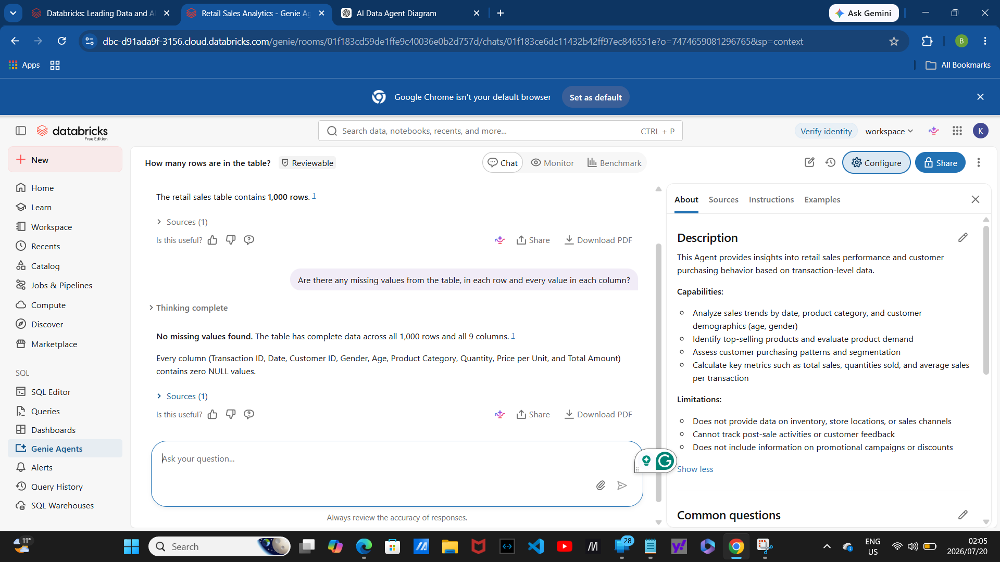 Databricks: Leading Data and AI
Retail Sales Analytics - Genie Ag
AI Data Agent Diagram
Ask Gemini
dbc-d91ada9f-3156.cloud.databricks.com/genie/rooms/01f183cd59de1ffe9c40036e0b2d757d/chats/01f183ce6dc11432b42ff97ec846551e?o=7474659081296765&sp=context
B
Apps
All Bookmarks
Google Chrome isn't your default browser
Set as default
databricks
Free Edition
Search data, notebooks, recents, and more...
CTRL + P
Verify identity
workspace
K
New
Home
Learn
Workspace
Recents
Catalog
Jobs & Pipelines
Compute
Discover
Marketplace
SQL
SQL Editor
Queries
Dashboards
Genie Agents
Alerts
Query History
SQL Warehouses
How many rows are in the table?
Reviewable
Chat
Monitor
Benchmark
Configure
Share
The retail sales table contains 1,000 rows. 1
Sources (1)
Is this useful?
Share
Download PDF
Are there any missing values from the table, in each row and every value in each column?
Thinking complete
No missing values found. The table has complete data across all 1,000 rows and all 9 columns. 1
Every column (Transaction ID, Date, Customer ID, Gender, Age, Product Category, Quantity, Price per Unit, and Total Amount)
contains zero NULL values.
Sources (1)
Is this useful?
Share
Download PDF
Ask your question...
Always review the accuracy of responses.
About
Sources
Instructions
Examples
Description
This Agent provides insights into retail sales performance and customer
purchasing behavior based on transaction-level data.
Capabilities:
Analyze sales trends by date, product category, and customer
demographics (age, gender)
Identify top-selling products and evaluate product demand
Assess customer purchasing patterns and segmentation
Calculate key metrics such as total sales, quantities sold, and average sales
per transaction
Limitations:
Does not provide data on inventory, store locations, or sales channels
Cannot track post-sale activities or customer feedback
Does not include information on promotional campaigns or discounts
Show less
Common questions
11°
Search
28
ENG
US
02:05
2026/07/20